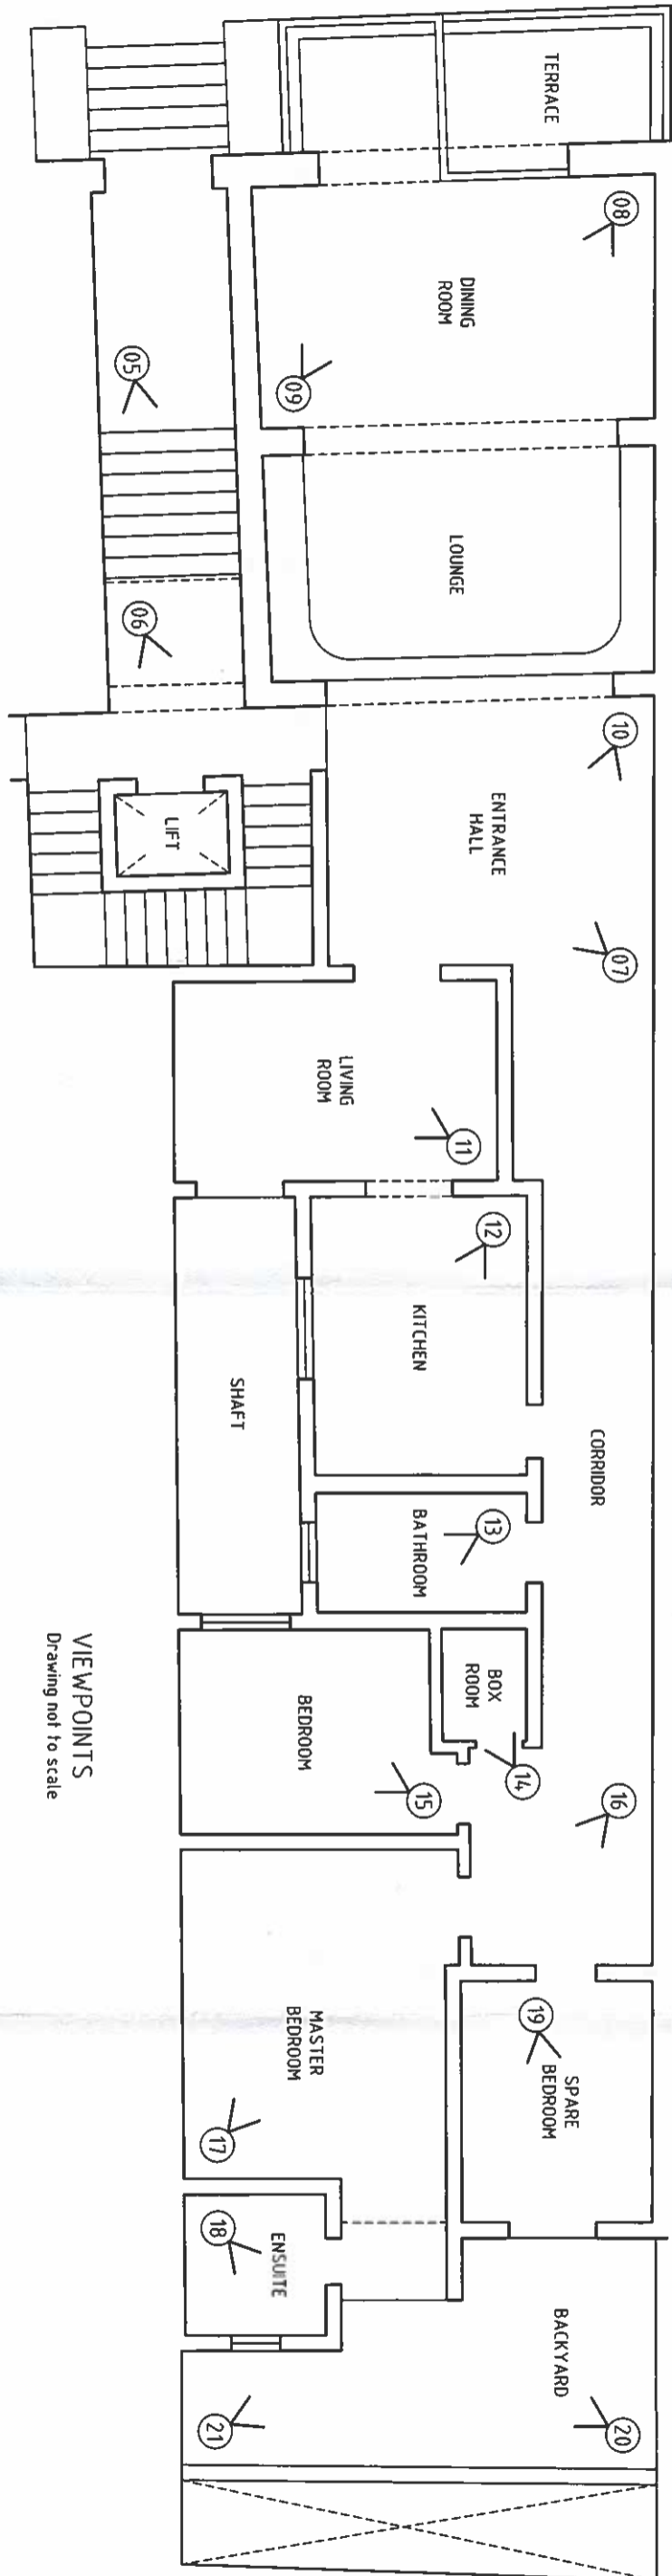 TERRACE
08
DINING
ROOM
09
05
LOUNGE
06
10
ENTRANCE
HALL
LIFT
07
LIVING
ROOM
11
12
KITCHEN
SHAFT
CORRIDOR
13
BATHROOM
BOX
ROOM
14
BEDROOM
15
16
VIEWPOINTS
Drawing not to scale
MASTER
BEDROOM
17
19
SPARE
BEDROOM
18
ENSUITE
BACKYARD
20
21